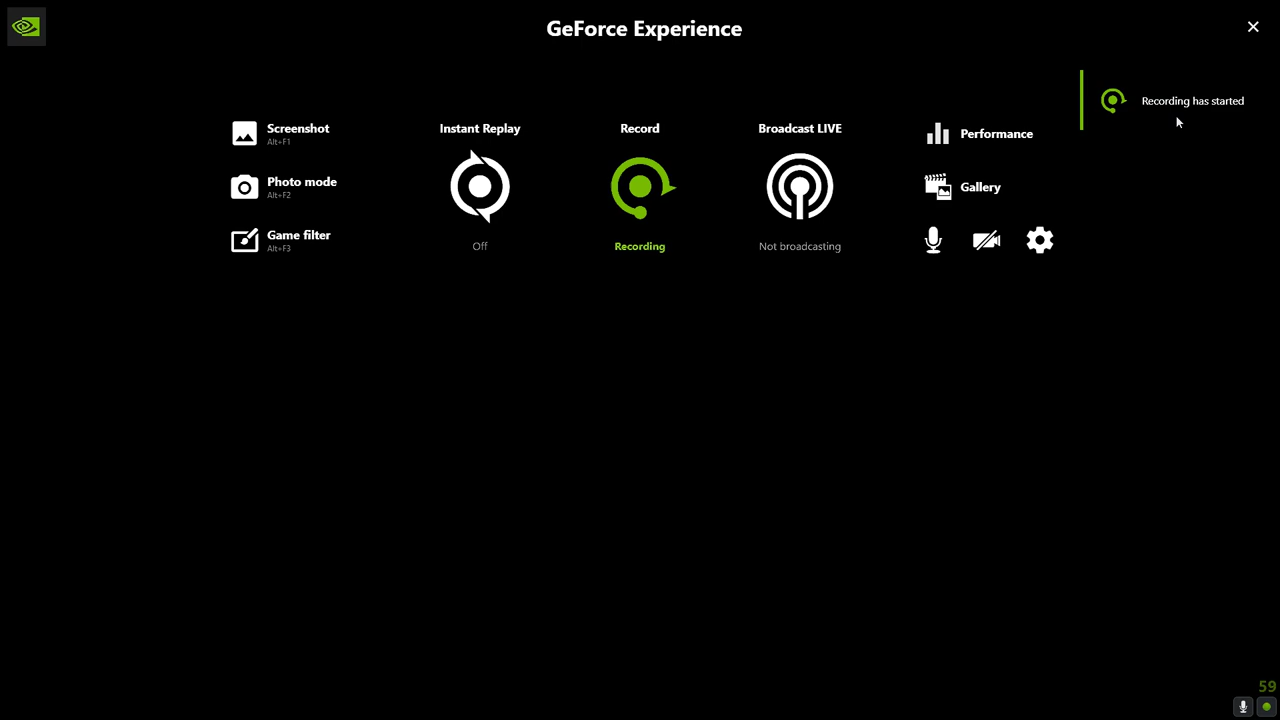 GeForce Experience
Recording has started
Screenshot
Alt+F1
Photo mode
Alt+F2
Game filter
Alt+F3
Instant Replay
Off
Record
Recording
Broadcast LIVE
Not broadcasting
Performance
Gallery
59